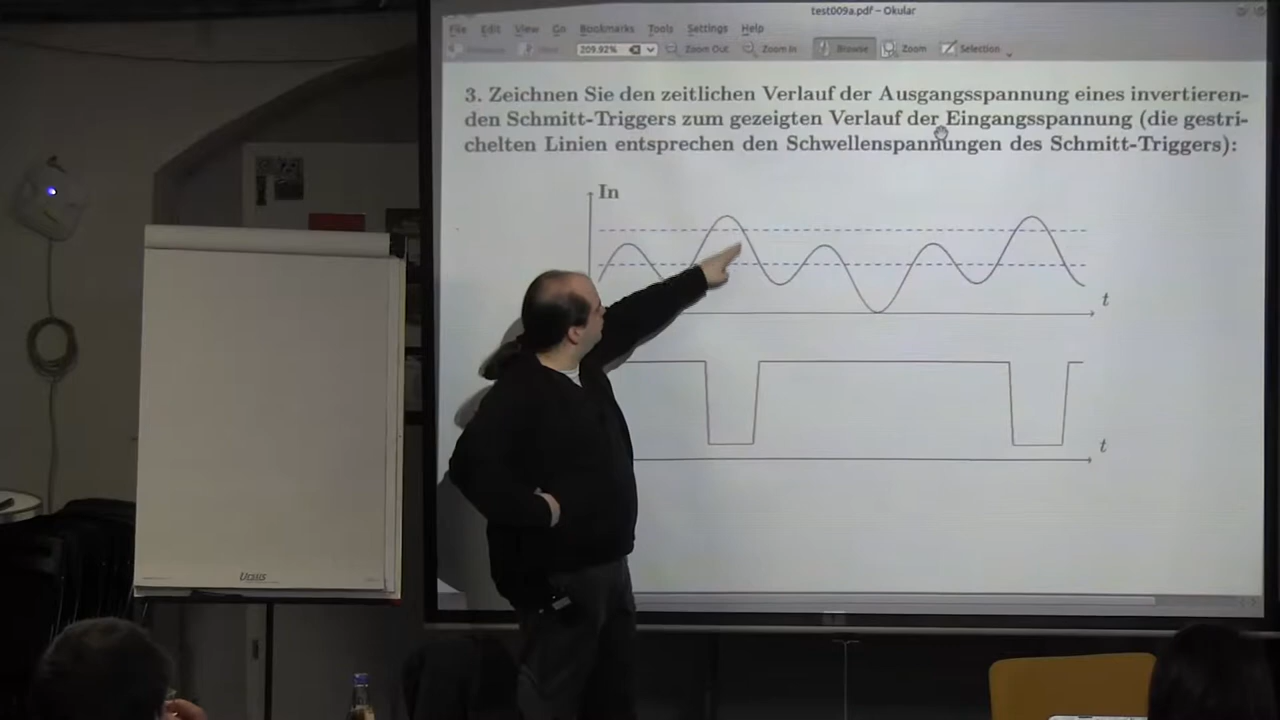 test009a.pdf – Okular
File Edit View Go Bookmarks Tools Settings Help
209.92% Zoom Out Zoom In Browse Zoom Selection
3. Zeichnen Sie den zeitlichen Verlauf der Ausgangsspannung eines invertieren-
den Schmitt-Triggers zum gezeigten Verlauf der Eingangsspannung (die gestri-
chelten Linien entsprechen den Schwellenspannungen des Schmitt-Triggers):
In
t
t